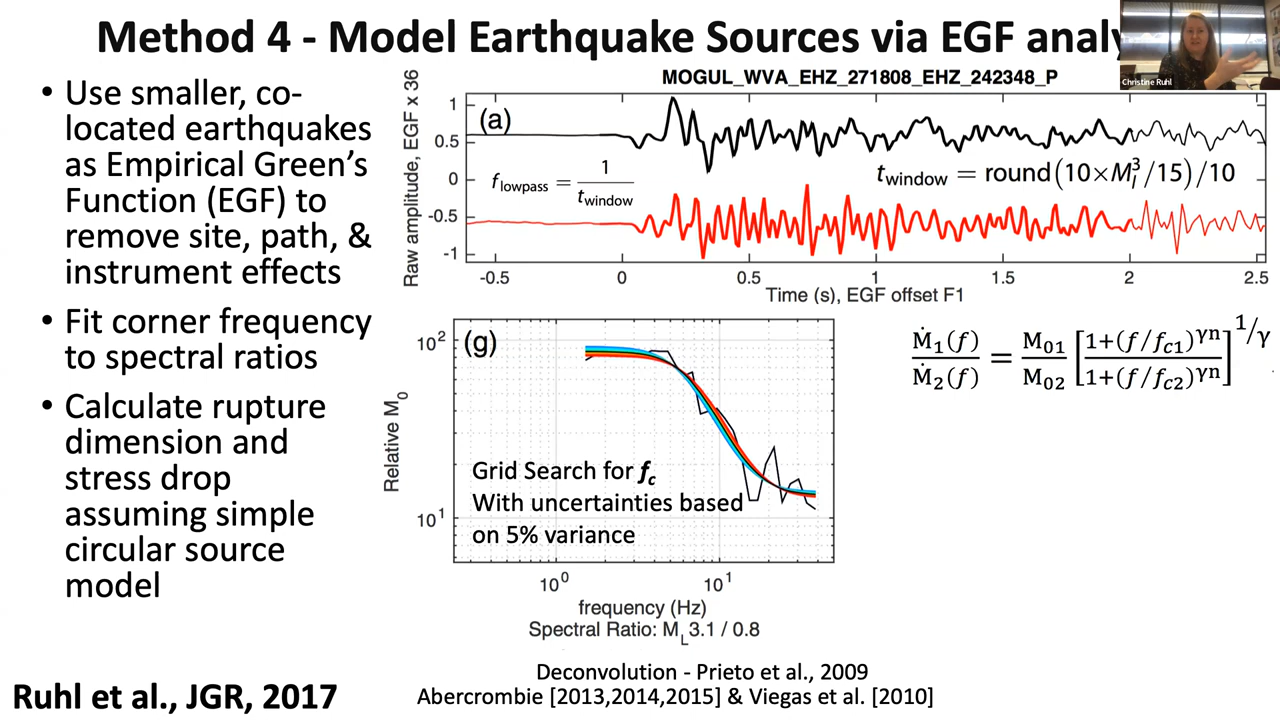 Method 4 - Model Earthquake Sources via EGF analy
Christine Ruhl
• Use smaller, co-
located earthquakes
as Empirical Green’s
Function (EGF) to
remove site, path, &
instrument effects
• Fit corner frequency
to spectral ratios
• Calculate rupture
dimension and
stress drop
assuming simple
circular source
model
Ruhl et al., JGR, 2017
MOGUL_WVA_EHZ_271808_EHZ_242348_P
Raw amplitude, EGF x 36
1
0.5
0
-0.5
-1
(a)
f_lowpass = 1/t_window
t_window = round(10×M_l^3/15)/10
-0.5 0 0.5 1 1.5 2 2.5
Time (s), EGF offset F1
(g)
Relative M_0
10^2
10^1
Grid Search for f_c
With uncertainties based
on 5% variance
10^0 10^1
frequency (Hz)
Spectral Ratio: M_L3.1 / 0.8
Ṁ_1(f)/Ṁ_2(f) = M_01/M_02 [1+(f/f_c1)^γn / 1+(f/f_c2)^γn]^1/γ
Deconvolution - Prieto et al., 2009
Abercrombie [2013,2014,2015] & Viegas et al. [2010]